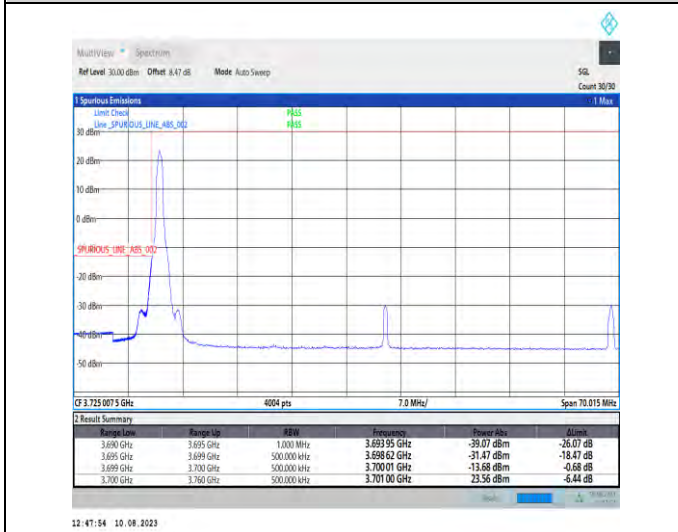 MultiView Spectrum
Ref Level 30.00 dBm Offset 8.47 dB Mode Auto Sweep SGL
Count 30/30
1 Spurious Emissions 1 Max
Limit Check PASS
Line _SPURIOUS_LINE_ABS_002 PASS
30 dBm
20 dBm
10 dBm
0 dBm
_SPURIOUS_LINE_ABS_002
-20 dBm
-30 dBm
-40 dBm
-50 dBm
CF 3.725 007 5 GHz 4004 pts 7.0 MHz/ Span 70.015 MHz
2 Result Summary
Range Low Range Up RBW Frequency Power Abs ΔLimit
3.690 GHz 3.695 GHz 1.000 MHz 3.693 95 GHz -39.07 dBm -26.07 dB
3.695 GHz 3.699 GHz 500.000 kHz 3.698 62 GHz -31.47 dBm -18.47 dB
3.699 GHz 3.700 GHz 500.000 kHz 3.700 01 GHz -13.68 dBm -0.68 dB
3.700 GHz 3.760 GHz 500.000 kHz 3.701 00 GHz 23.56 dBm -6.44 dB
12:47:54 10.08.2023